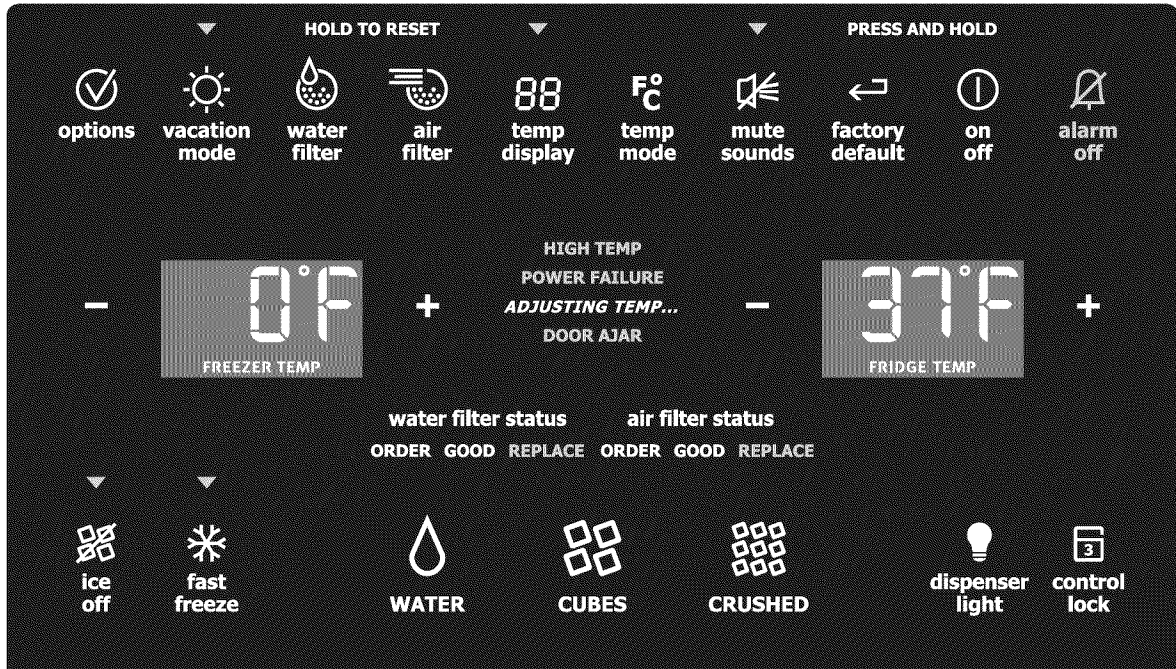 HOLD TO RESET PRESS AND HOLD
88 F°C
options vacation mode water filter air filter temp display temp mode mute sounds factory default on off alarm off
HIGH TEMP
POWER FAILURE
ADJUSTING TEMP...
DOOR AJAR
- 0°F +
FREEZER TEMP
- 37°F +
FRIDGE TEMP
water filter status air filter status
ORDER GOOD REPLACE ORDER GOOD REPLACE
3
ice off fast freeze WATER CUBES CRUSHED dispenser light control lock